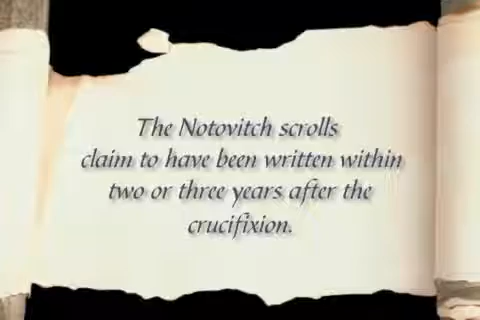 The Notovitch scrolls
claim to have been written within
two or three years after the
crucifixion.